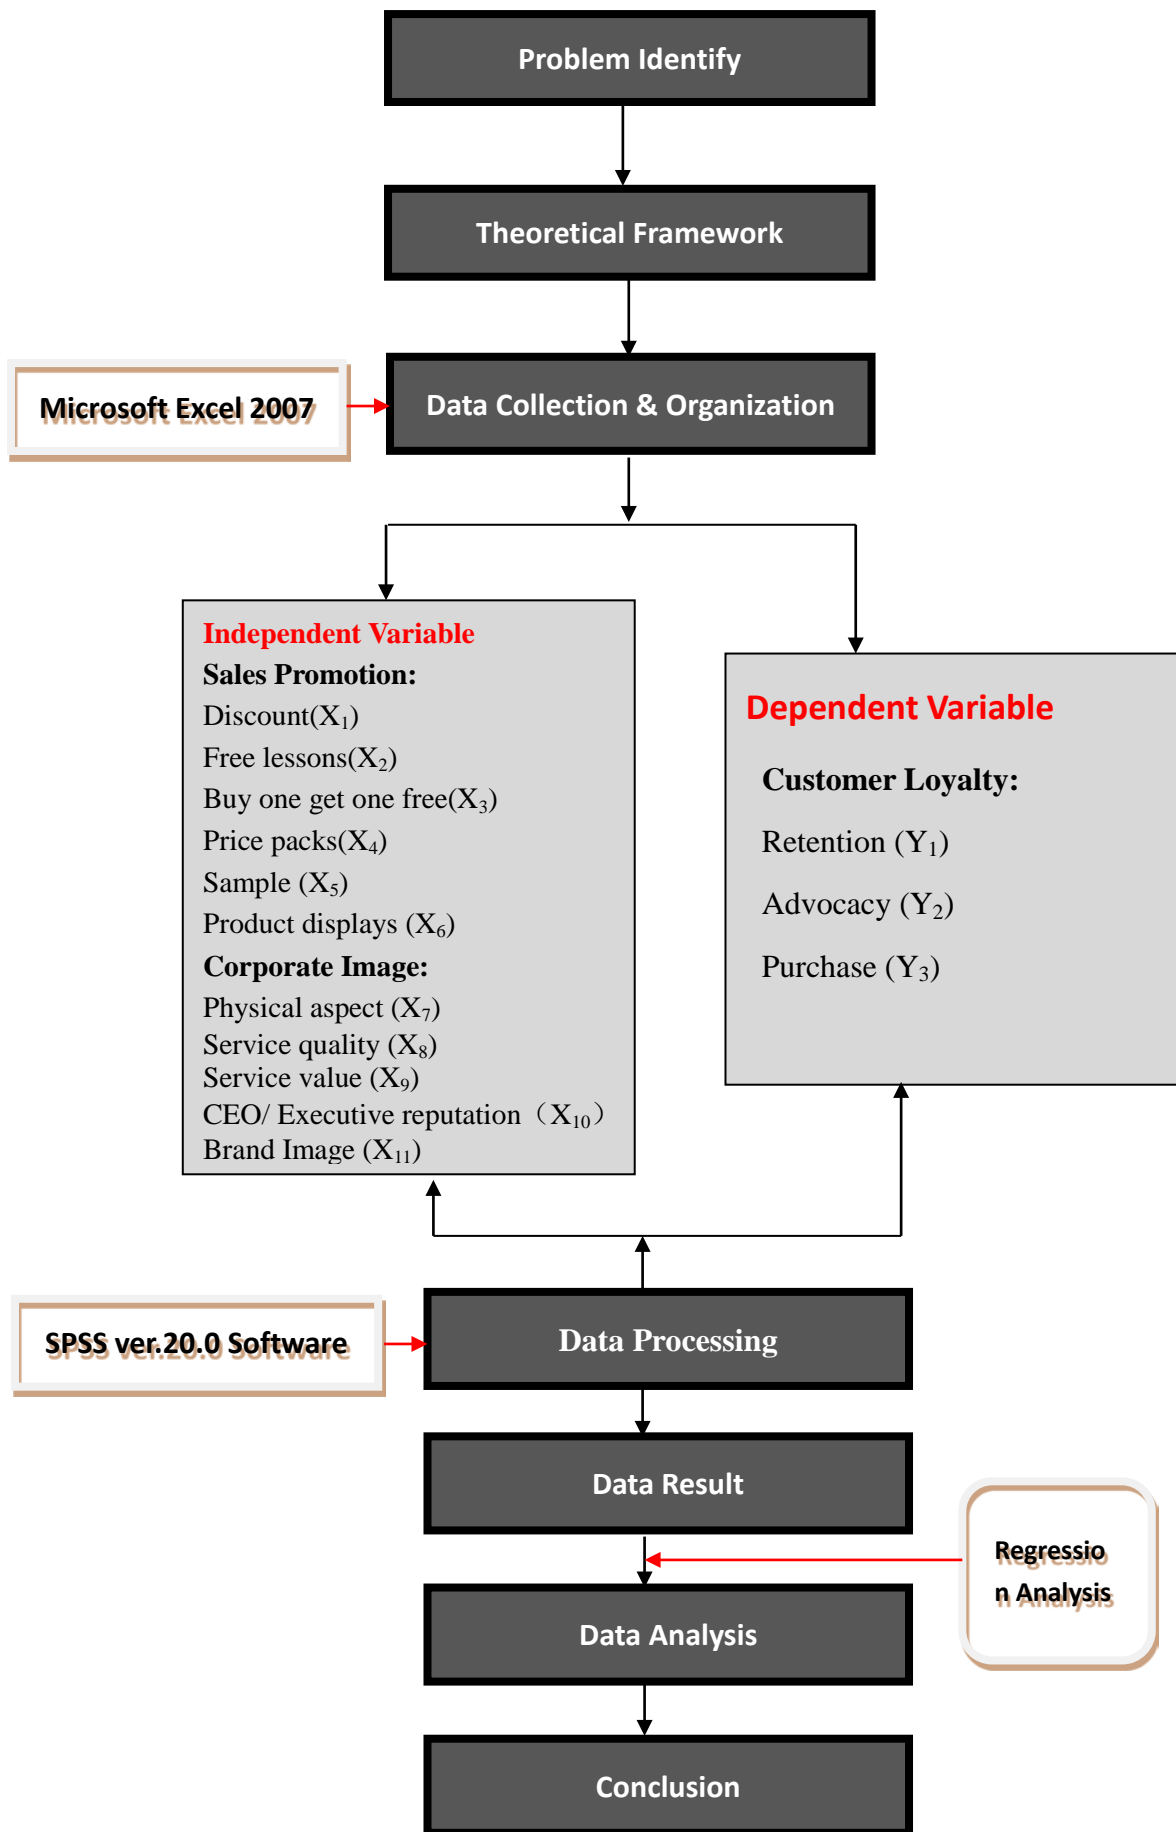 Problem Identify
Theoretical Framework
Microsoft Excel 2007
Data Collection & Organization
Independent Variable
Sales Promotion:
Discount(X₁)
Free lessons(X₂)
Buy one get one free(X₃)
Price packs(X₄)
Sample (X₅)
Product displays (X₆)
Corporate Image:
Physical aspect (X₇)
Service quality (X₈)
Service value (X₉)
CEO/ Executive reputation（X₁₀）
Brand Image (X₁₁)
Dependent Variable
Customer Loyalty:
Retention (Y₁)
Advocacy (Y₂)
Purchase (Y₃)
SPSS ver.20.0 Software
Data Processing
Data Result
Regressio
n Analysis
Data Analysis
Conclusion